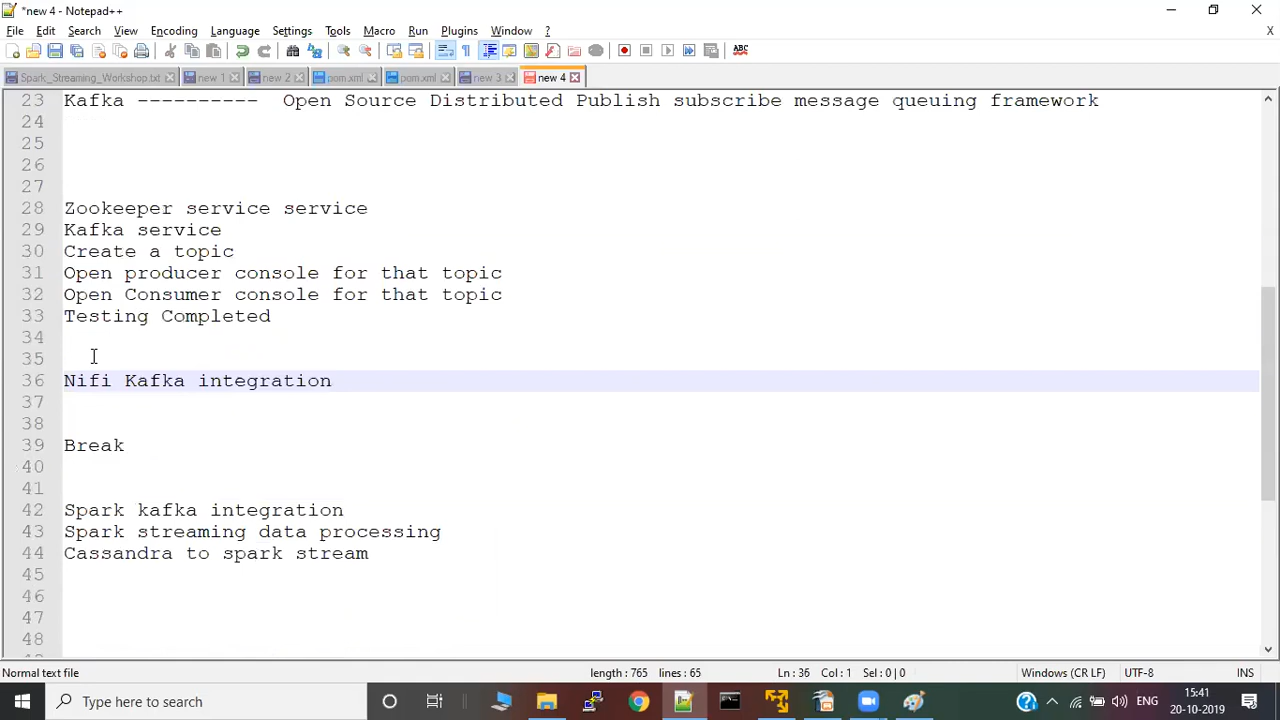 *new 4 - Notepad++
File Edit Search View Encoding Language Settings Tools Macro Run Plugins Window ?
X
Spark_Streaming_Workshop.txt new 1 new 2 pom.xml pom.xml new 3 new 4
23 Kafka ---------- Open Source Distributed Publish subscribe message queuing framework
24
25
26
27
28 Zookeeper service service
29 Kafka service
30 Create a topic
31 Open producer console for that topic
32 Open Consumer console for that topic
33 Testing Completed
34
35
36 Nifi Kafka integration
37
38
39 Break
40
41
42 Spark kafka integration
43 Spark streaming data processing
44 Cassandra to spark stream
45
46
47
48
Normal text file length : 765 lines : 65 Ln : 36 Col : 1 Sel : 0 | 0 Windows (CR LF) UTF-8 INS
Type here to search
ENG
15:41
20-10-2019